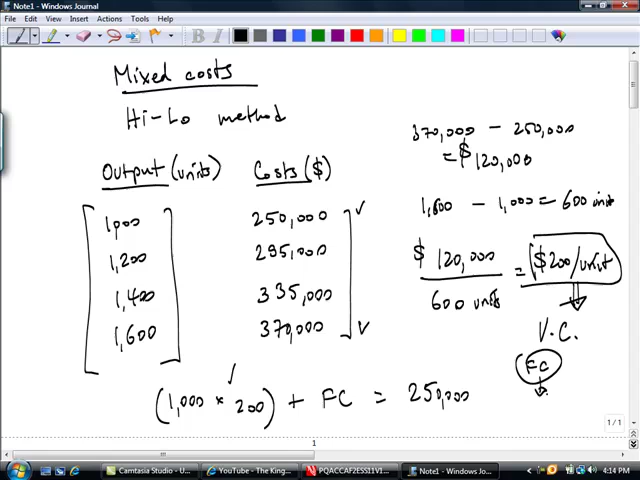 Note1 - Windows Journal
File Edit View Insert Actions Tools Help
Mixed costs
Hi-Lo method
Output (units) Costs ($)
1,000 250,000
1,200 295,000
1,400 335,000
1,600 370,000
370,000 - 250,000
= $120,000
1,600 - 1,000 = 600 units
$ 120,000
600 units
= $200/unit
V.C.
FC
(1,000 × 200) + FC = 250,000
1
1/1
Camtasia Studio - U... YouTube - The King... PQACCAF2ESS11V1... Note1 - Windows Jo... 4:14 PM